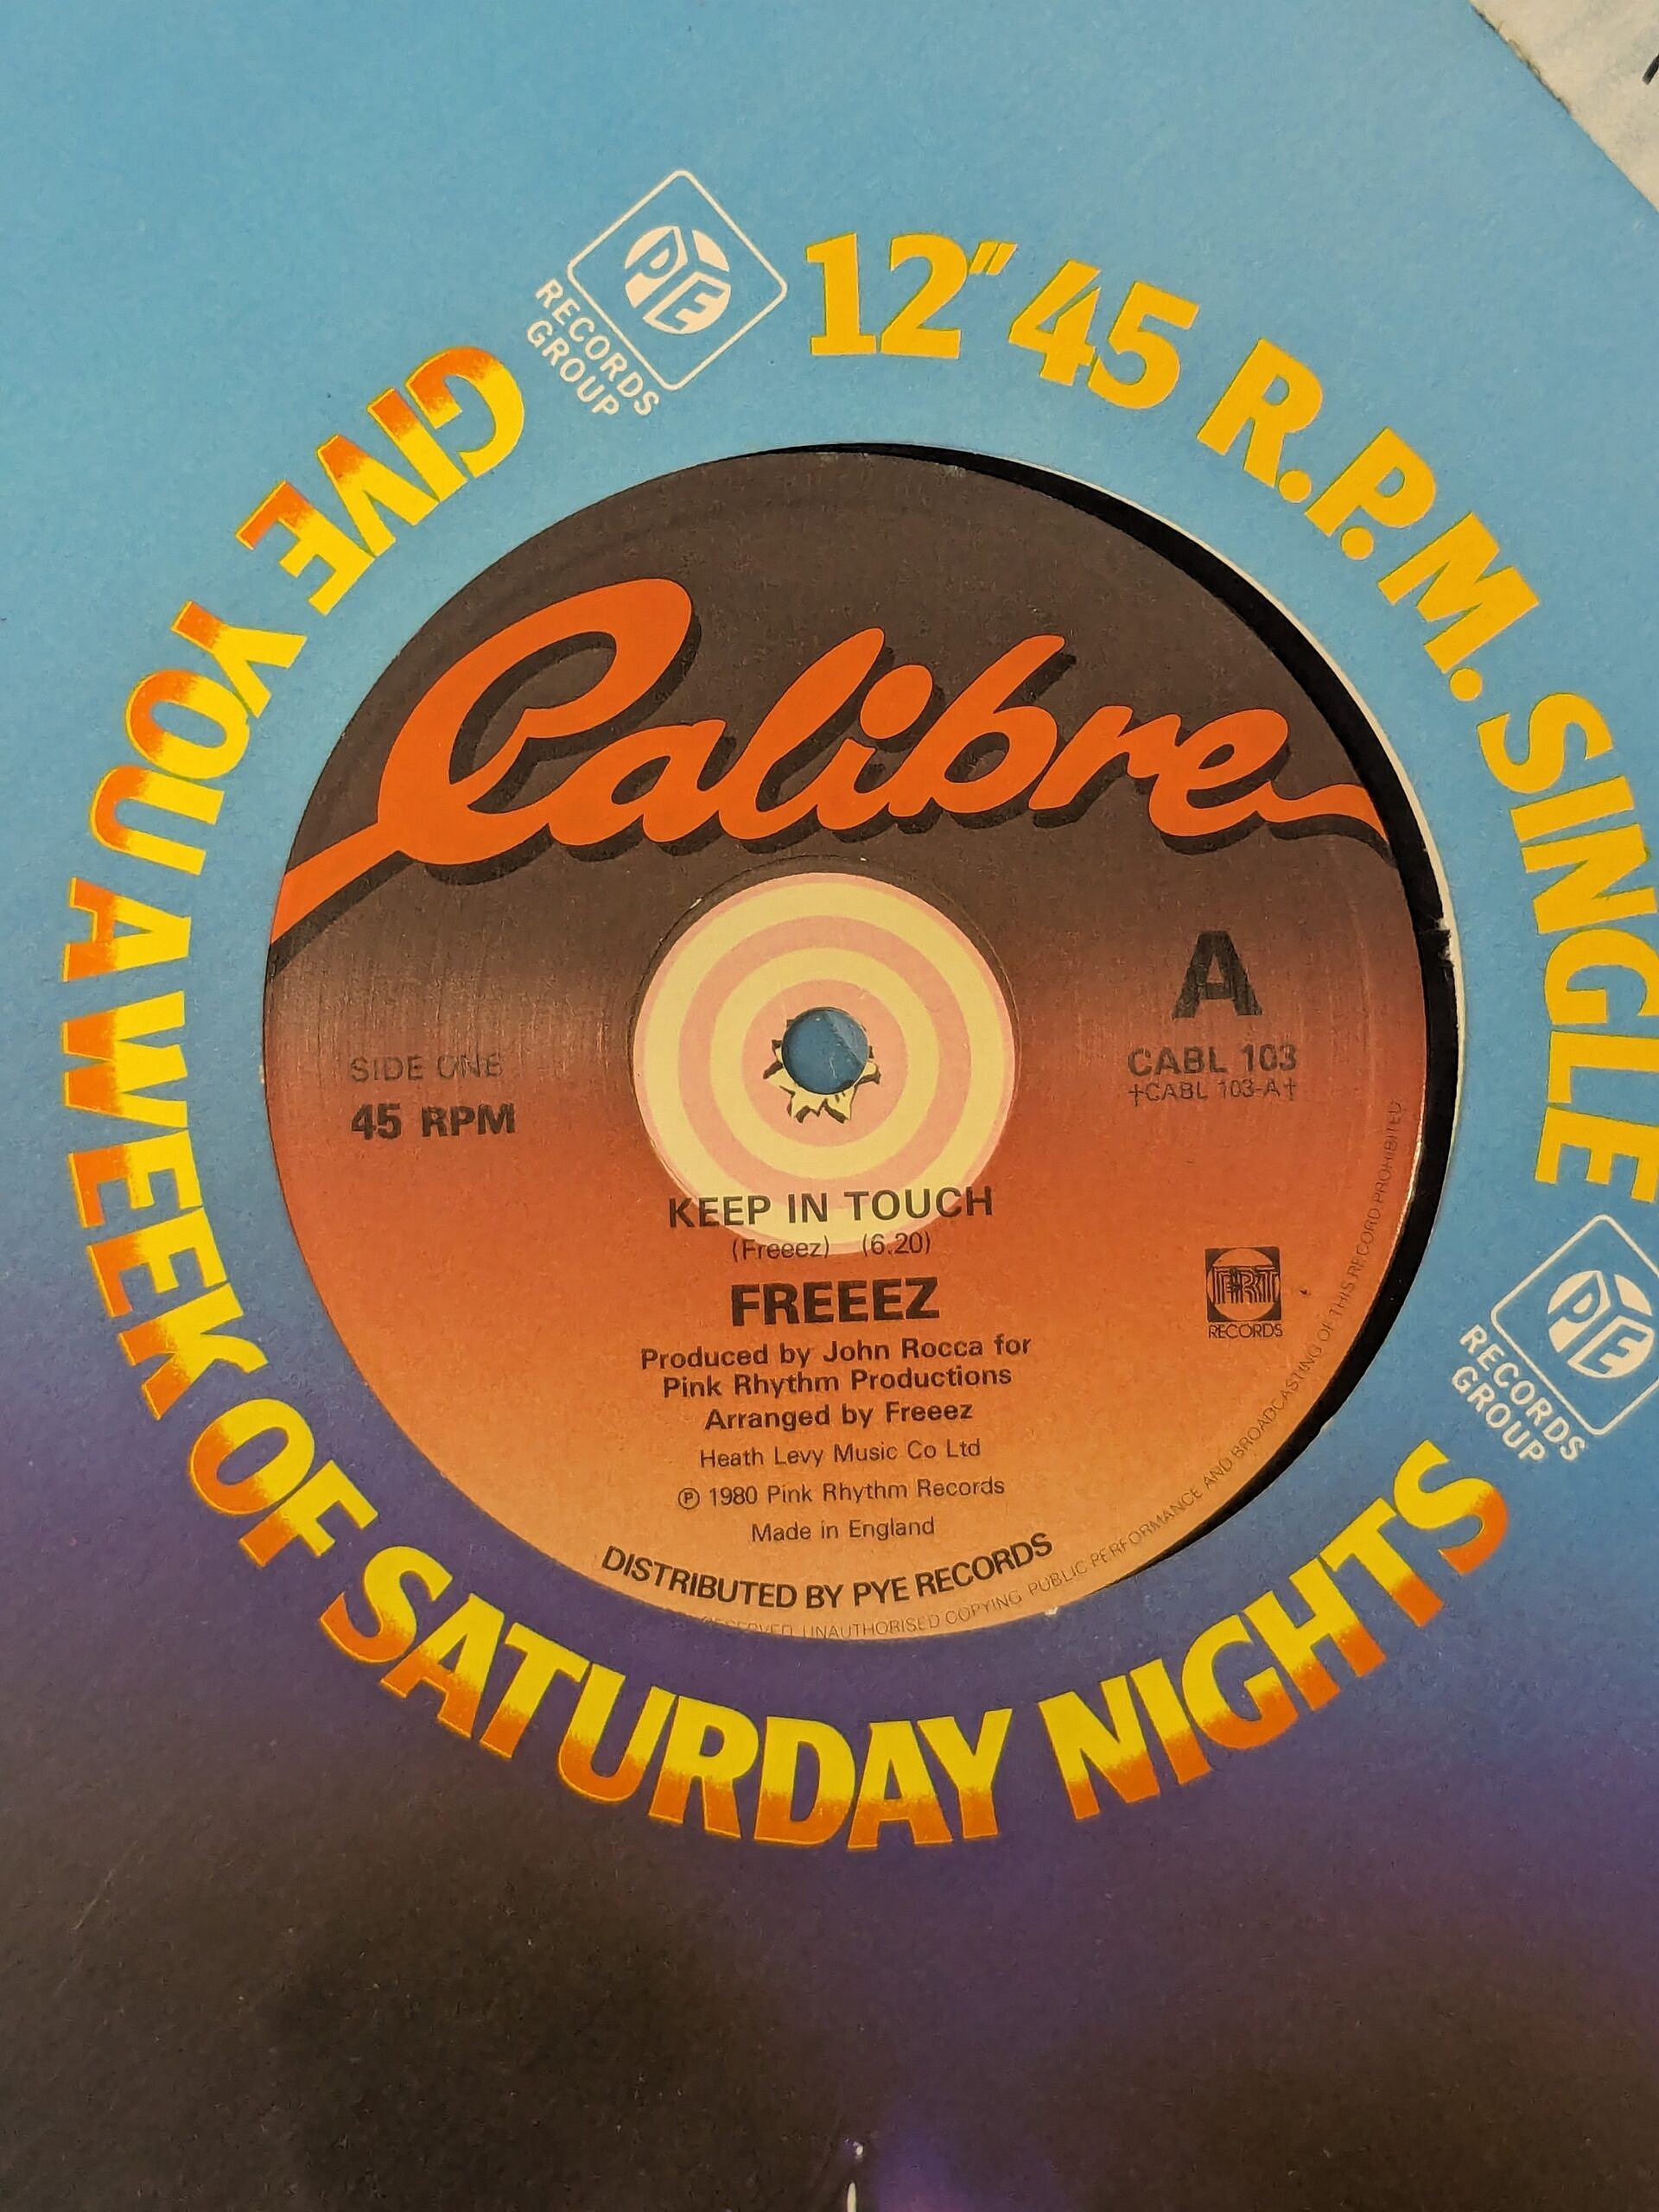 PYE
RECORDS
GROUP
12" 45 R.P.M. SINGLE
PYE
RECORDS
GROUP
GIVE YOU A WEEK OF SATURDAY NIGHTS
Calibre
A
SIDE ONE
45 RPM
CABL 103
†CABL 103-A†
KEEP IN TOUCH
(Freeez) (6.20)
FREEEZ
Produced by John Rocca for
Pink Rhythm Productions
Arranged by Freeez
Heath Levy Music Co Ltd
℗ 1980 Pink Rhythm Records
Made in England
DISTRIBUTED BY PYE RECORDS
RECORDS
RESERVED UNAUTHORISED COPYING PUBLIC PERFORMANCE AND BROADCASTING OF THIS RECORD PROHIBITED